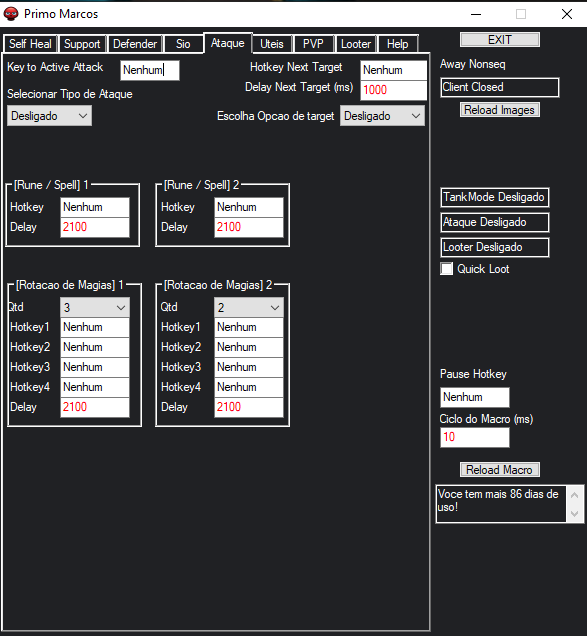 Primo Marcos
Self Heal Support Defender Sio Ataque Uteis PVP Looter Help
Key to Active Attack Nenhum
Hotkey Next Target Nenhum
Delay Next Target (ms) 1000
Selecionar Tipo de Ataque
Desligado
Escolha Opcao de target Desligado
[Rune / Spell] 1
Hotkey Nenhum
Delay 2100
[Rune / Spell] 2
Hotkey Nenhum
Delay 2100
[Rotacao de Magias] 1
Qtd 3
Hotkey1 Nenhum
Hotkey2 Nenhum
Hotkey3 Nenhum
Hotkey4 Nenhum
Delay 2100
[Rotacao de Magias] 2
Qtd 2
Hotkey1 Nenhum
Hotkey2 Nenhum
Hotkey3 Nenhum
Hotkey4 Nenhum
Delay 2100
EXIT
Away Nonseq
Client Closed
Reload Images
TankMode Desligado
Ataque Desligado
Looter Desligado
Quick Loot
Pause Hotkey
Nenhum
Ciclo do Macro (ms)
10
Reload Macro
Voce tem mais 86 dias de
uso!